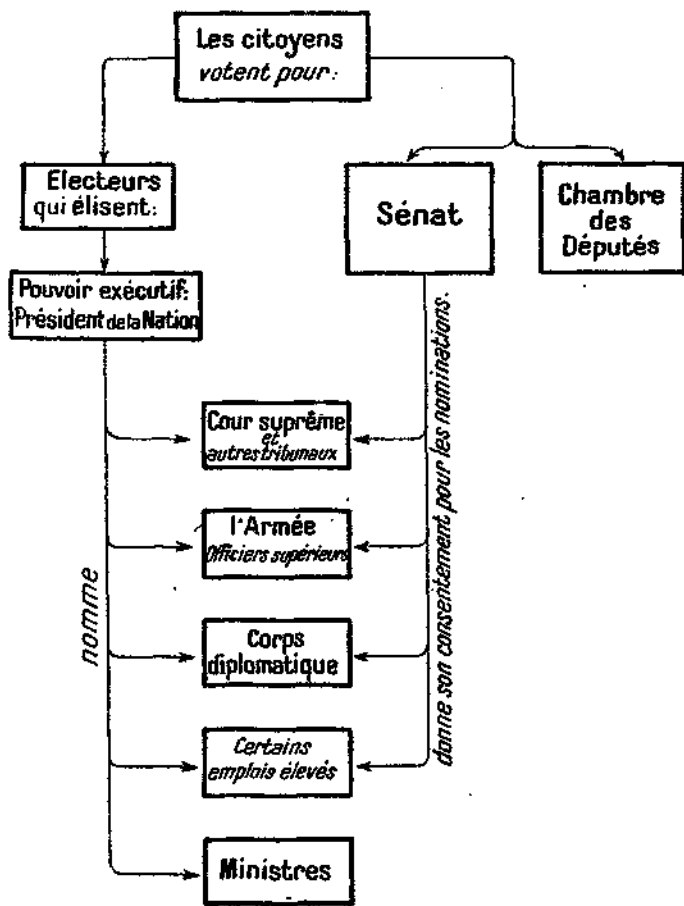 Les citoyens
votent pour:
Electeurs
qui élisent:
Sénat
Chambre
des
Députés
Pouvoir exécutif:
Président de la Nation
Cour suprême
et
autres tribunaux
l'Armée
Officiers supérieurs
Corps
diplomatique
Certains
emplois élevés
Ministres
nomme
donne son consentement pour les nominations.